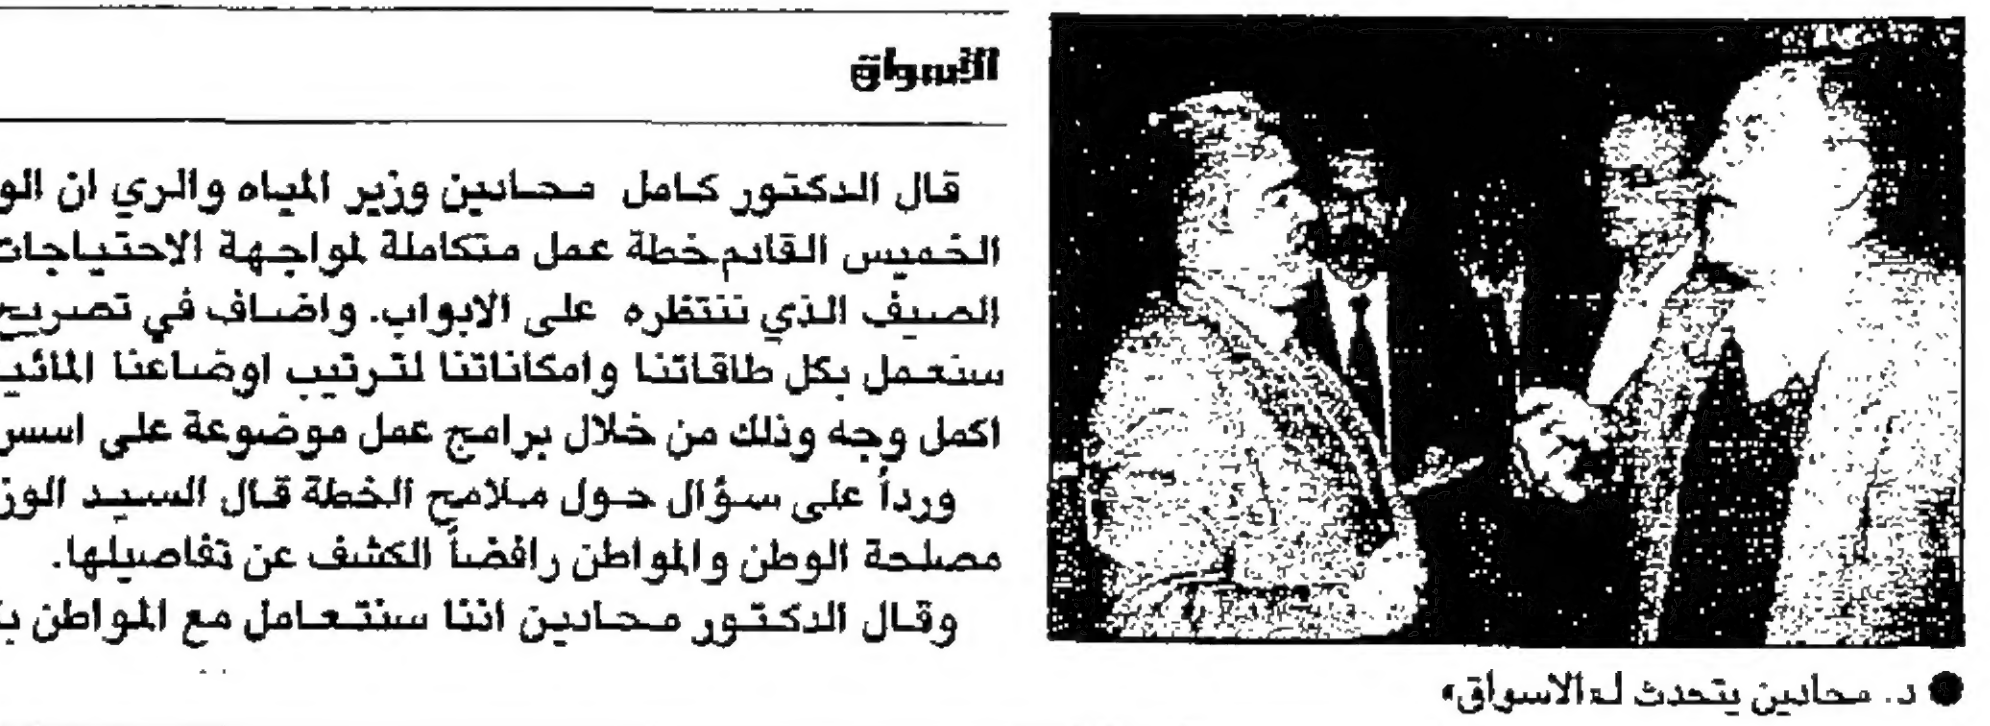 الأسواق
قال الدكتور كامل محادين وزير المياه والري ان
الخميس القادم خطة عمل متكاملة لمواجهة الاحتياجات
الصيف الذي ننتظره على الابواب. واضاف في تصريح
سنعمل بكل طاقاتنا وامكاناتنا لترتيب اوضاعنا
اكمل وجه وذلك من خلال برامج عمل موضوعة على اسس
ورداً على سؤال حول ملامح الخطة قال السيد
مصلحة الوطن والمواطن رافضاً الكشف عن تفاصيلها.
وقال الدكتور محادين اننا سنتعامل مع المواطن
● د. محادين يتحدث لـ«الاسواق»